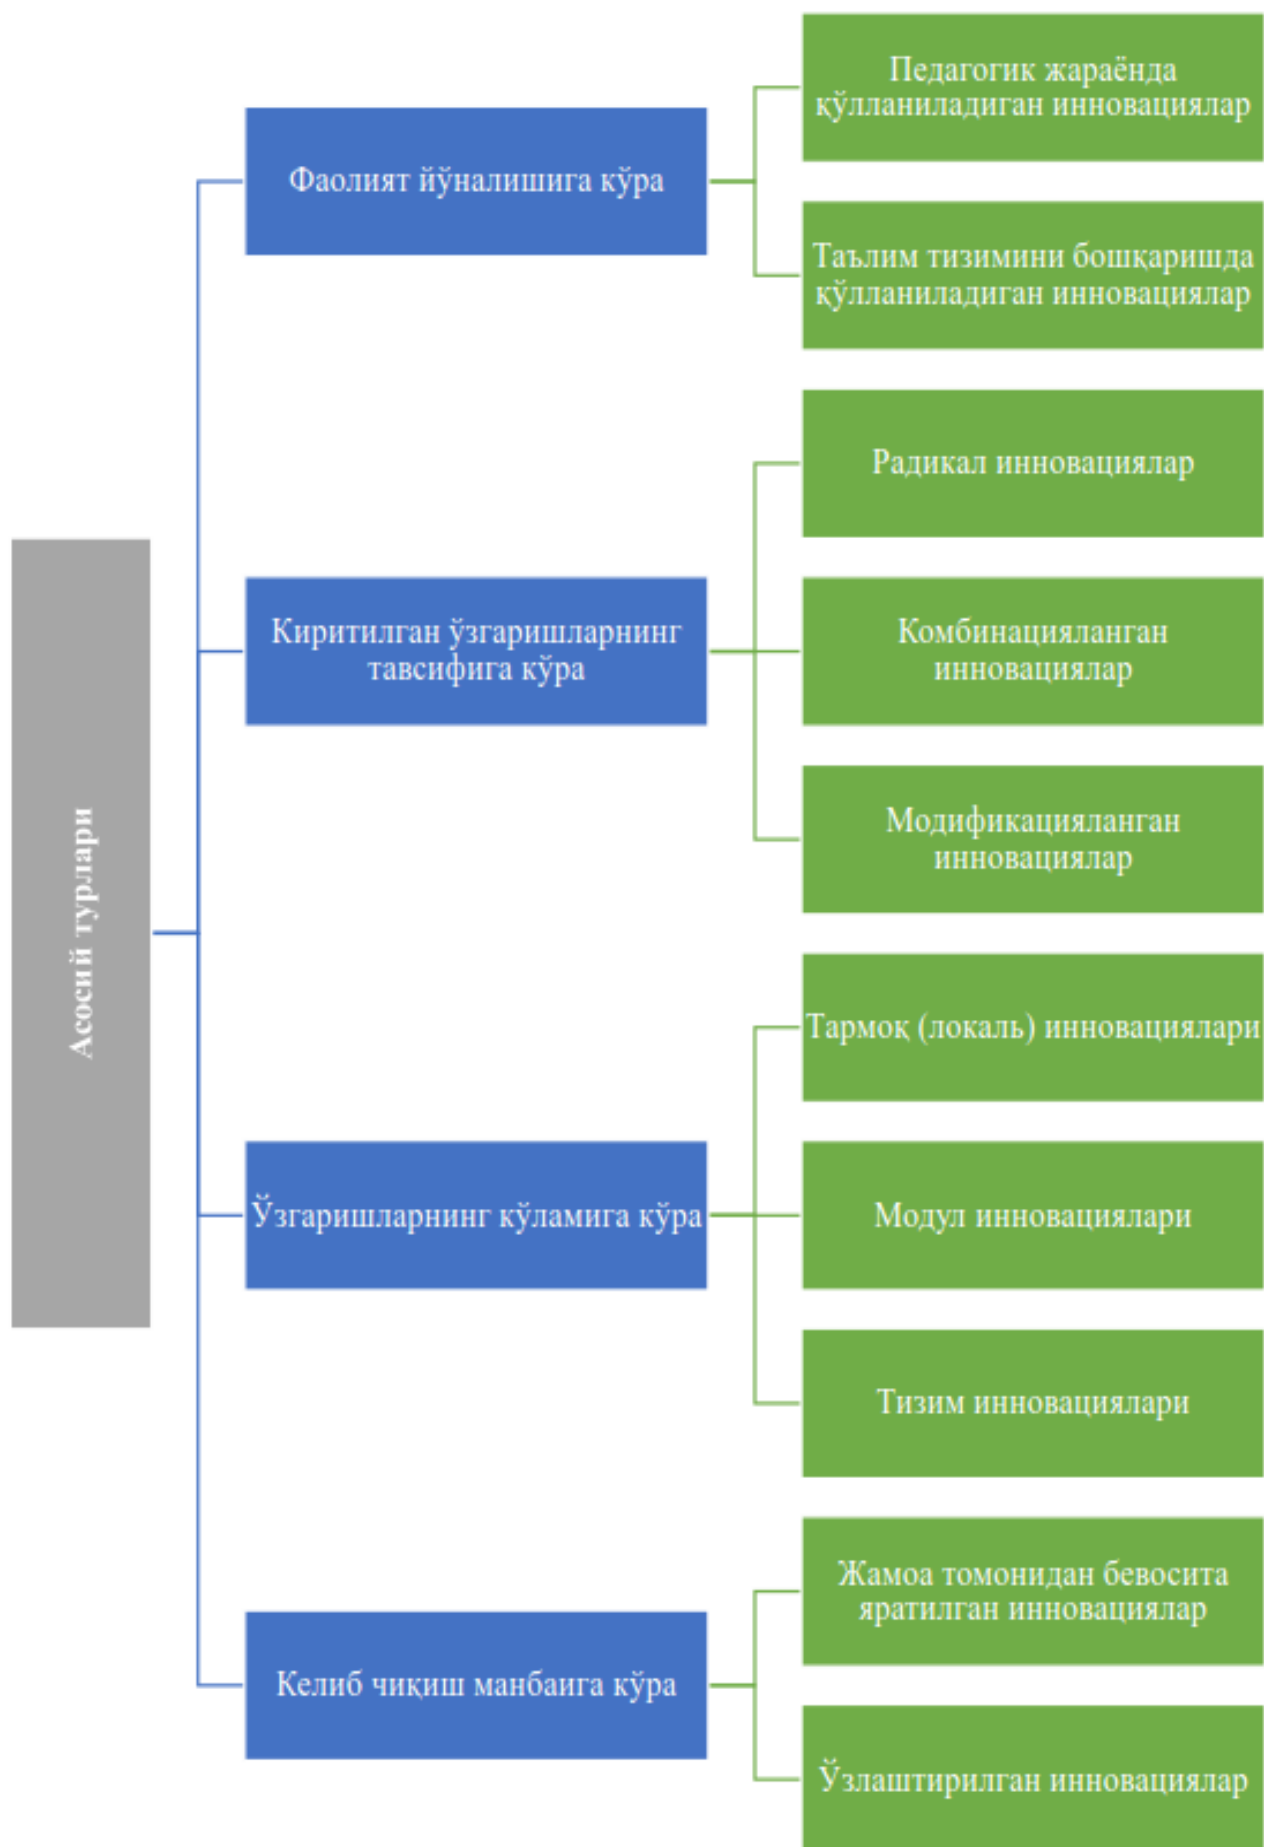 Асосий турлари
Фаолият йўналишига кўра
Педагогик жараёнда
қўлланиладиган инновациялар
Таълим тизимини бошқаришда
қўлланиладиган инновациялар
Киритилган ўзгаришларнинг
тавсифига кўра
Радикал инновациялар
Комбинацияланган
инновациялар
Модификацияланган
инновациялар
Ўзгаришларнинг кўламига кўра
Тармоқ (локаль) инновациялари
Модул инновациялари
Тизим инновациялари
Келиб чиқиш манбаига кўра
Жамоа томонидан бевосита
яратилган инновациялар
Ўзлаштирилган инновациялар